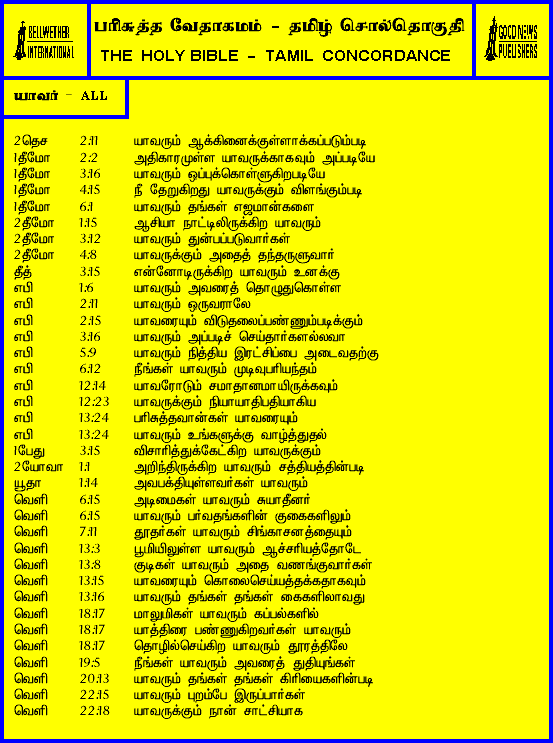 BELLWETHER
INTERNATIONAL
பரிசுத்த வேதாகமம் - தமிழ் சொல்தொகுதி
THE HOLY BIBLE - TAMIL CONCORDANCE
GOOD NEWS
PUBLISHERS
யாவர் - ALL
2தெச 2:11 யாவரும் ஆக்கினைக்குள்ளாக்கப்படும்படி
1தீமோ 2:2 அதிகாரமுள்ள யாவருக்காகவும் அப்படியே
1தீமோ 3:16 யாவரும் ஒப்புக்கொள்ளுகிறபடியே
1தீமோ 4:15 நீ தேறுகிறது யாவருக்கும் விளங்கும்படி
1தீமோ 6:1 யாவரும் தங்கள் எஜமான்களை
2தீமோ 1:15 ஆசியா நாட்டிலிருக்கிற யாவரும்
2தீமோ 3:12 யாவரும் துன்பப்படுவார்கள்
2தீமோ 4:8 யாவருக்கும் அதைத் தந்தருளுவார்
தீத் 3:15 என்னோடிருக்கிற யாவரும் உனக்கு
எபி 1:6 யாவரும் அவரைத் தொழுதுகொள்ள
எபி 2:11 யாவரும் ஒருவராலே
எபி 2:15 யாவரையும் விடுதலைப்பண்ணும்படிக்கும்
எபி 3:16 யாவரும் அப்படிச் செய்தார்களல்லவா
எபி 5:9 யாவரும் நித்திய இரட்சிப்பை அடைவதற்கு
எபி 6:12 நீங்கள் யாவரும் முடிவுபரியந்தம்
எபி 12:14 யாவரோடும் சமாதானமாயிருக்கவும்
எபி 12:23 யாவருக்கும் நியாயாதிபதியாகிய
எபி 13:24 பரிசுத்தவான்கள் யாவரையும்
எபி 13:24 யாவரும் உங்களுக்கு வாழ்த்துதல்
1பேது 3:15 விசாரித்துக்கேட்கிற யாவருக்கும்
2யோவா 1:1 அறிந்திருக்கிற யாவரும் சத்தியத்தின்படி
யூதா 1:14 அவபக்தியுள்ளவர்கள் யாவரும்
வெளி 6:15 அடிமைகள் யாவரும் சுயாதீனர்
வெளி 6:15 யாவரும் பர்வதங்களின் குகைகளிலும்
வெளி 7:11 தூதர்கள் யாவரும் சிங்காசனத்தையும்
வெளி 13:3 பூமியிலுள்ள யாவரும் ஆச்சரியத்தோடே
வெளி 13:8 குடிகள் யாவரும் அதை வணங்குவார்கள்
வெளி 13:15 யாவரையும் கொலைசெய்யத்தக்கதாகவும்
வெளி 13:16 யாவரும் தங்கள் தங்கள் கைகளிலாவது
வெளி 18:17 மாலுமிகள் யாவரும் கப்பல்களில்
வெளி 18:17 யாத்திரை பண்ணுகிறவர்கள் யாவரும்
வெளி 18:17 தொழில்செய்கிற யாவரும் தூரத்திலே
வெளி 19:5 நீங்கள் யாவரும் அவரைத் துதியுங்கள்
வெளி 20:13 யாவரும் தங்கள் தங்கள் கிரியைகளின்படி
வெளி 22:15 யாவரும் புறம்பே இருப்பார்கள்
வெளி 22:18 யாவருக்கும் நான் சாட்சியாக